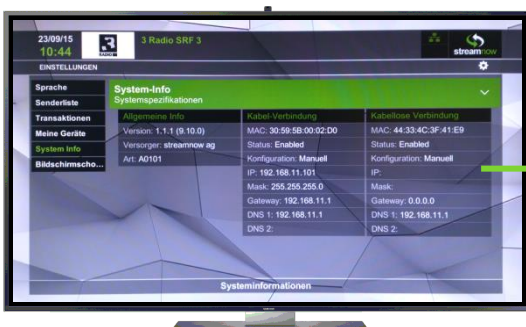 23/09/15
10:44
3
RADIO
3 Radio SRF 3
streamnow
EINSTELLUNGEN
Sprache
Senderliste
Transaktionen
Meine Geräte
System Info
Bildschirmscho...
System-Info
Systemspezifikationen
Allgemeine Info
Version: 1.1.1 (9.10.0)
Versorger: streamnow ag
Art: A0101
Kabel-Verbindung
MAC: 30:59:5B:00:02:D0
Status: Enabled
Konfiguration: Manuell
IP: 192.168.11.101
Mask: 255.255.255.0
Gateway: 192.168.11.1
DNS 1: 192.168.11.1
DNS 2:
Kabellose Verbindung
MAC: 44:33:4C:3F:41:E9
Status: Enabled
Konfiguration: Manuell
IP:
Mask:
Gateway: 0.0.0.0
DNS 1: 192.168.11.1
DNS 2:
Systeminformationen